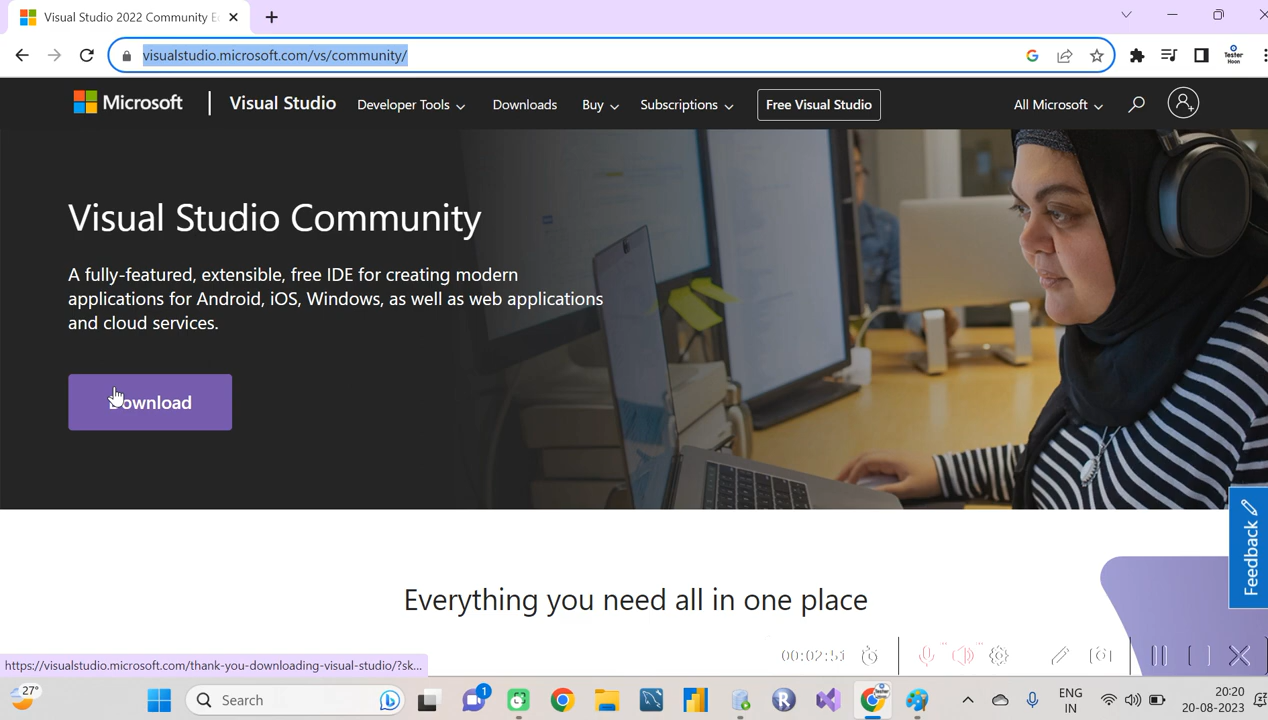 Visual Studio 2022 Community E
visualstudio.microsoft.com/vs/community/
Tester
Hoon
Microsoft
Visual Studio
Developer Tools
Downloads
Buy
Subscriptions
Free Visual Studio
All Microsoft
Visual Studio Community
A fully-featured, extensible, free IDE for creating modern
applications for Android, iOS, Windows, as well as web applications
and cloud services.
Download
Feedback
Everything you need all in one place
00:02:51
https://visualstudio.microsoft.com/thank-you-downloading-visual-studio/?sk...
27°
Search
1
ENG
IN
20:20
20-08-2023